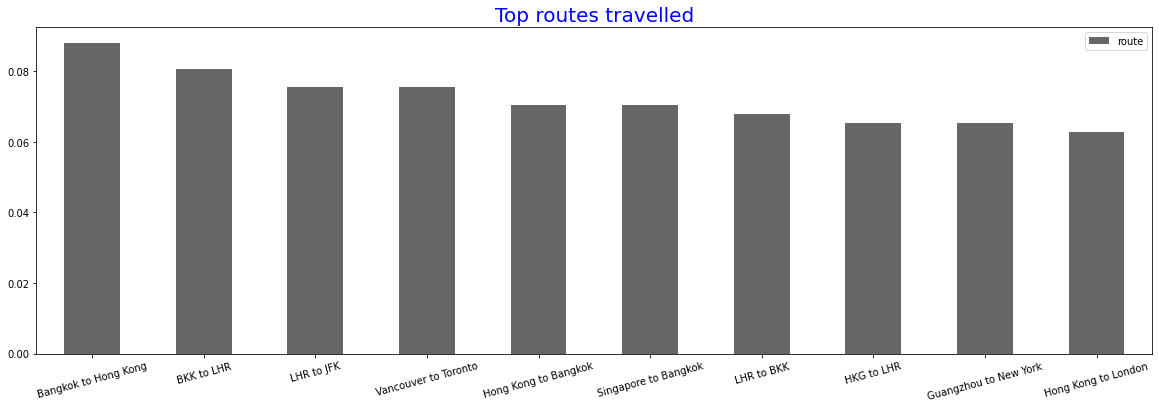 Top routes travelled
route
0.08
0.06
0.04
0.02
0.00
Bangkok to Hong Kong
BKK to LHR
LHR to JFK
Vancouver to Toronto
Hong Kong to Bangkok
Singapore to Bangkok
LHR to BKK
HKG to LHR
Guangzhou to New York
Hong Kong to London